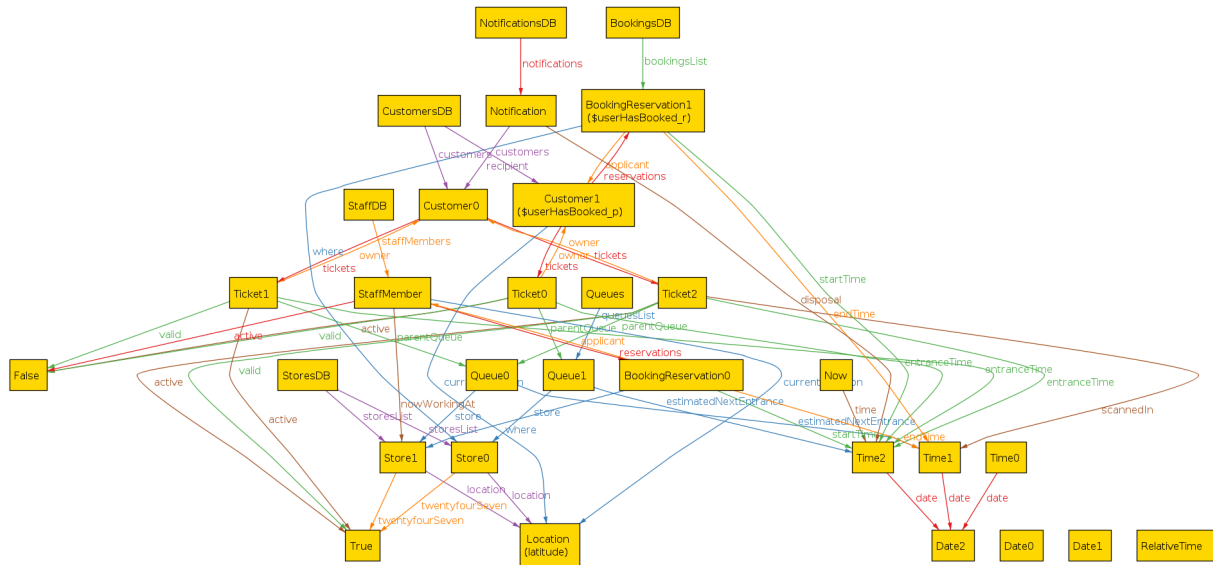 NotificationsDB
BookingsDB
notifications
bookingsList
CustomersDB
Notification
BookingReservation1
($userHasBooked_r)
customers
customers
recipient
applicant
reservations
StaffDB
Customer0
Customer1
($userHasBooked_p)
where
staffMembers
owner
tickets
owner
owner
tickets
tickets
startTime
Ticket1
StaffMember
Ticket0
Queues
Ticket2
disposal
endTime
valid
active
valid
active
parentQueue
parentQueue
queuesList
parentQueue
applicant
reservations
entranceTime
entranceTime
entranceTime
False
active
valid
StoresDB
Queue0
Queue1
BookingReservation0
Now
active
storesList
storesList
nowWorkingAt
store
where
store
estimatedNextEntrance
time
estimatedNextEntrance
startTime
endTime
scannedIn
Store1
Store0
Time2
Time1
Time0
twentyfourSeven
twentyfourSeven
location
location
date
date
date
True
Location
(latitude)
Date2
Date0
Date1
RelativeTime